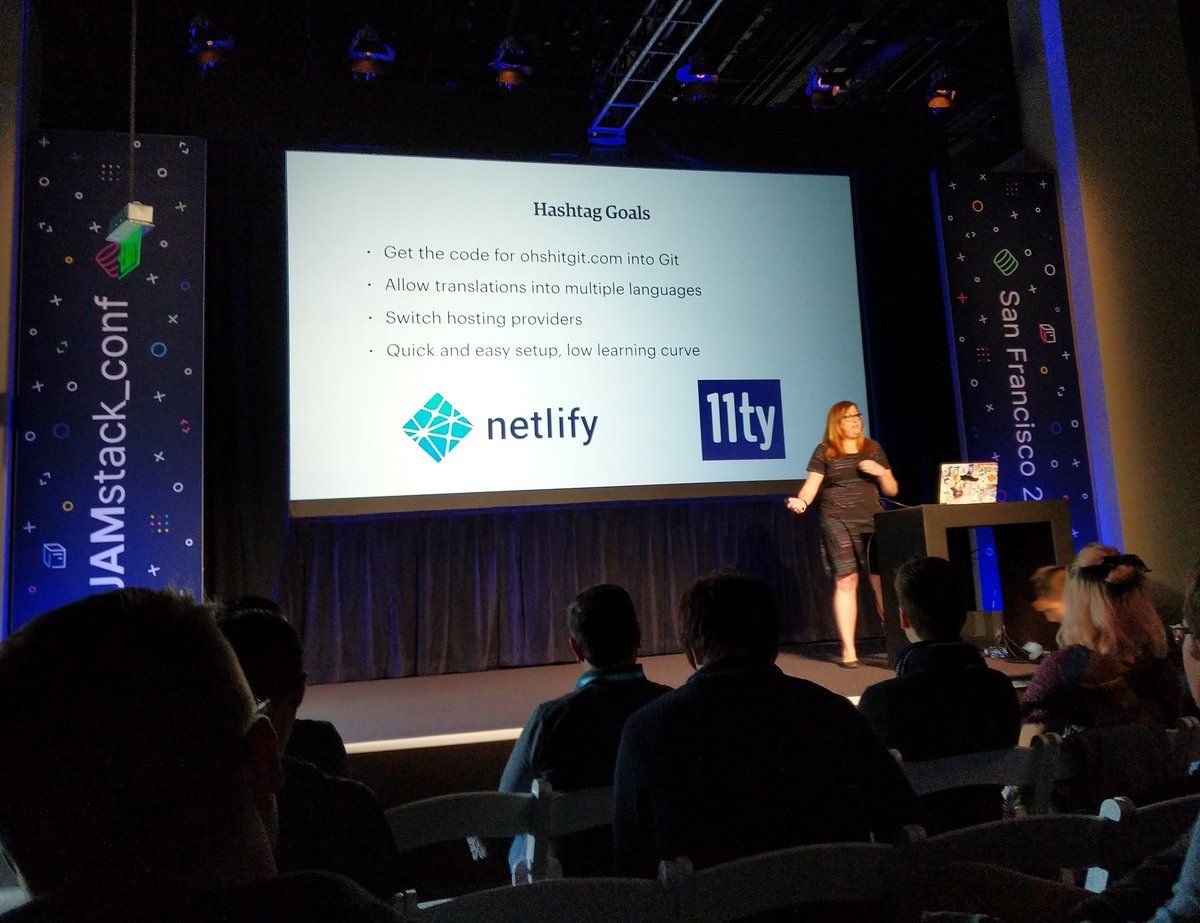 JAMstack_conf
Hashtag Goals
· Get the code for ohshitgit.com into Git
· Allow translations into multiple languages
· Switch hosting providers
· Quick and easy setup, low learning curve
netlify
11ty
San Francisco 2